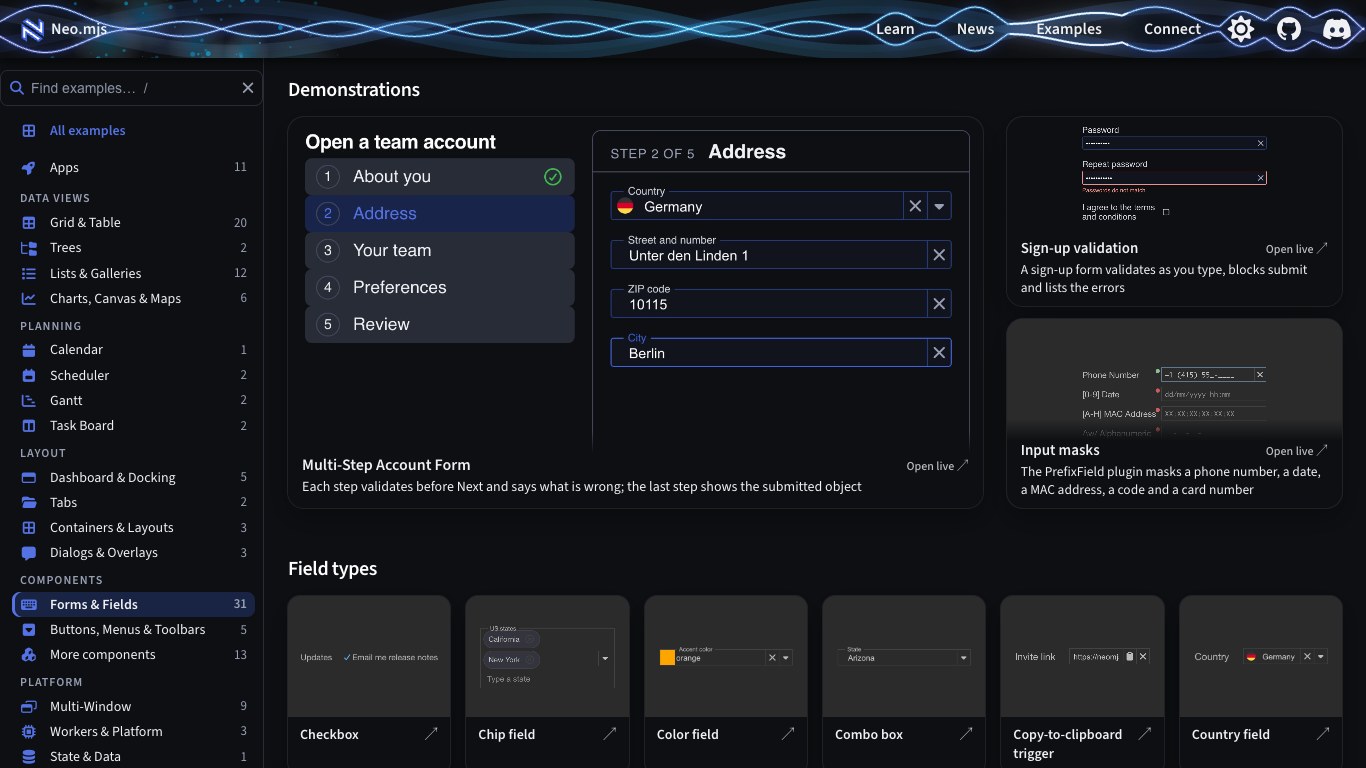 Neo.mjs
Learn
News
Examples
Connect
Find examples... /
All examples
Apps 11
DATA VIEWS
Grid & Table 20
Trees 2
Lists & Galleries 12
Charts, Canvas & Maps 6
PLANNING
Calendar 1
Scheduler 2
Gantt 2
Task Board 2
LAYOUT
Dashboard & Docking 5
Tabs 2
Containers & Layouts 3
Dialogs & Overlays 3
COMPONENTS
Forms & Fields 31
Buttons, Menus & Toolbars 5
More components 13
PLATFORM
Multi-Window 9
Workers & Platform 3
State & Data 1
Demonstrations
Open a team account
1 About you
2 Address
3 Your team
4 Preferences
5 Review
STEP 2 OF 5 Address
Country
Germany
Street and number
Unter den Linden 1
ZIP code
10115
City
Berlin
Multi-Step Account Form
Open live
Each step validates before Next and says what is wrong; the last step shows the submitted object
Password
Repeat password
Passwords do not match
I agree to the terms
and conditions
Sign-up validation
Open live
A sign-up form validates as you type, blocks submit
and lists the errors
Phone Number
[0-9] Date dd/mm/yyyy hh:mm
[A-H] MAC Address XX:XX:XX:XX:XX:XX
Input masks
Open live
The PrefixField plugin masks a phone number, a date,
a MAC address, a code and a card number
Field types
Updates Email me release notes
Checkbox
US states
California
New York
Type a state
Chip field
Accent color
orange
Color field
State
Arizona
Combo box
Invite link https://neomj
Copy-to-clipboard
trigger
Country Germany
Country field